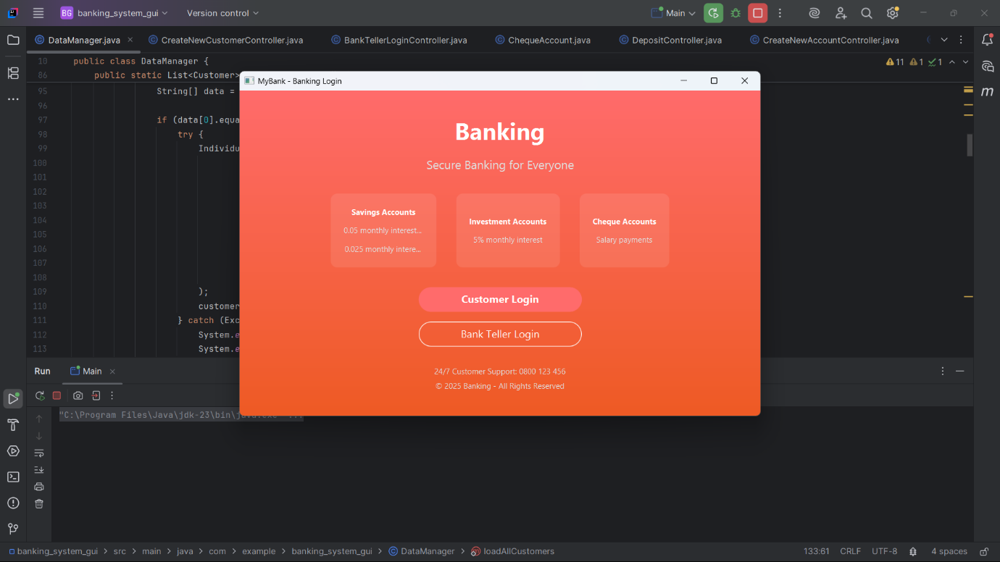 BG banking_system_gui Version control Main
DataManager.java CreateNewCustomerController.java BankTellerLoginController.java ChequeAccount.java DepositController.java CreateNewAccountController.java
10 public class DataManager {
86 public static List<Customer>
11 1 1
95 String[] data =
96
97 if (data[0].equa
98 try {
99 Individu
100
101
102
103
104
105
106
107
108
109 );
110 customer
111 } catch (Exc
112 System.e
113 System.e
MyBank - Banking Login
Banking
Secure Banking for Everyone
Savings Accounts
0.05 monthly interest...
0.025 monthly intere...
Investment Accounts
5% monthly interest
Cheque Accounts
Salary payments
Customer Login
Bank Teller Login
24/7 Customer Support: 0800 123 456
© 2025 Banking - All Rights Reserved
Run Main
"C:\Program Files\Java\jdk-23\bin\java.exe" ...
banking_system_gui > src > main > java > com > example > banking_system_gui > DataManager > loadAllCustomers
133:61 CRLF UTF-8 4 spaces